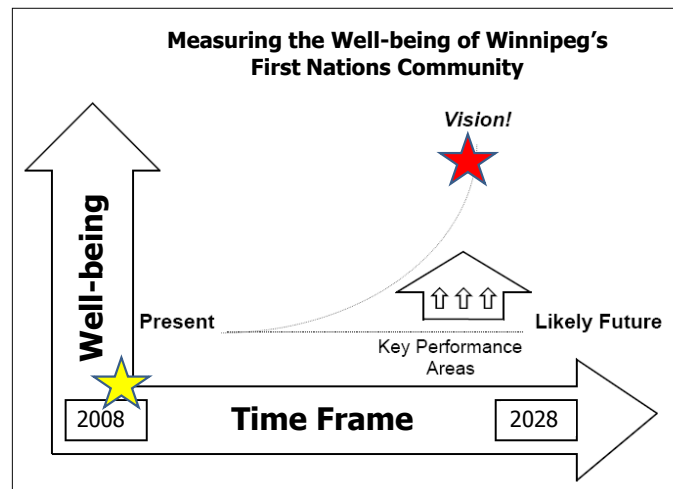 Measuring the Well-being of Winnipeg's
First Nations Community
Vision!
Well-being
Present
Likely Future
Key Performance
Areas
2008
Time Frame
2028